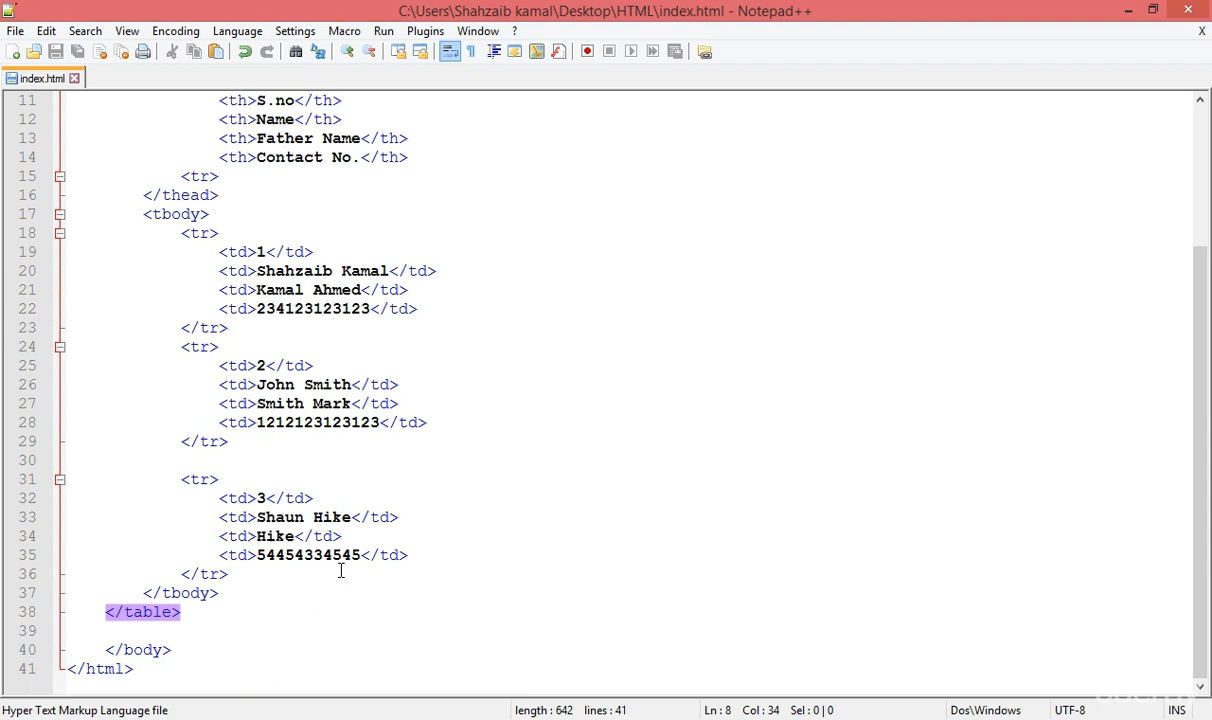 C:\Users\Shahzaib kamal\Desktop\HTML\index.html - Notepad++
File Edit Search View Encoding Language Settings Macro Run Plugins Window ? X
index.html
11 <th>S.no</th>
12 <th>Name</th>
13 <th>Father Name</th>
14 <th>Contact No.</th>
15 <tr>
16 </thead>
17 <tbody>
18 <tr>
19 <td>1</td>
20 <td>Shahzaib Kamal</td>
21 <td>Kamal Ahmed</td>
22 <td>234123123123</td>
23 </tr>
24 <tr>
25 <td>2</td>
26 <td>John Smith</td>
27 <td>Smith Mark</td>
28 <td>1212123123123</td>
29 </tr>
30
31 <tr>
32 <td>3</td>
33 <td>Shaun Hike</td>
34 <td>Hike</td>
35 <td>54454334545</td>
36 </tr>
37 </tbody>
38 </table>
39
40 </body>
41 </html>
Hyper Text Markup Language file length : 642 lines : 41 Ln : 8 Col : 34 Sel : 0 | 0 Dos\Windows UTF-8 INS